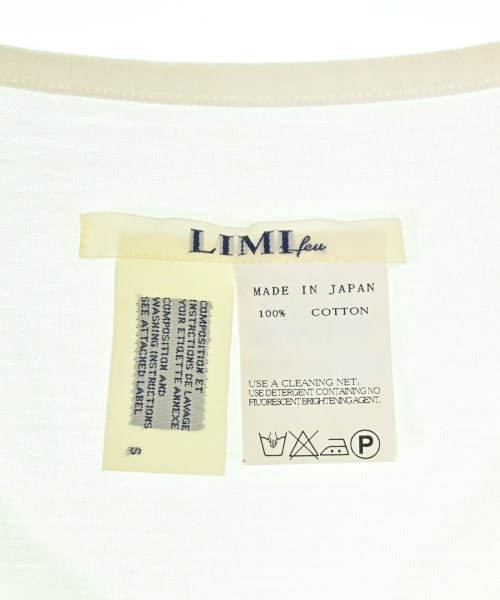 LIMI feu
MADE IN JAPAN
100% COTTON
USE A CLEANING NET.
USE DETERGENT CONTAINING NO
FLUORESCENT BRIGHTENING AGENT.
P
COMPOSITION ET
INSTRUCTIONS DE LAVAGE
VOIR ETIQUETTE ANNEXE
COMPOSITION AND
WASHING INSTRUCTIONS
SEE ATTACHED LABEL
S